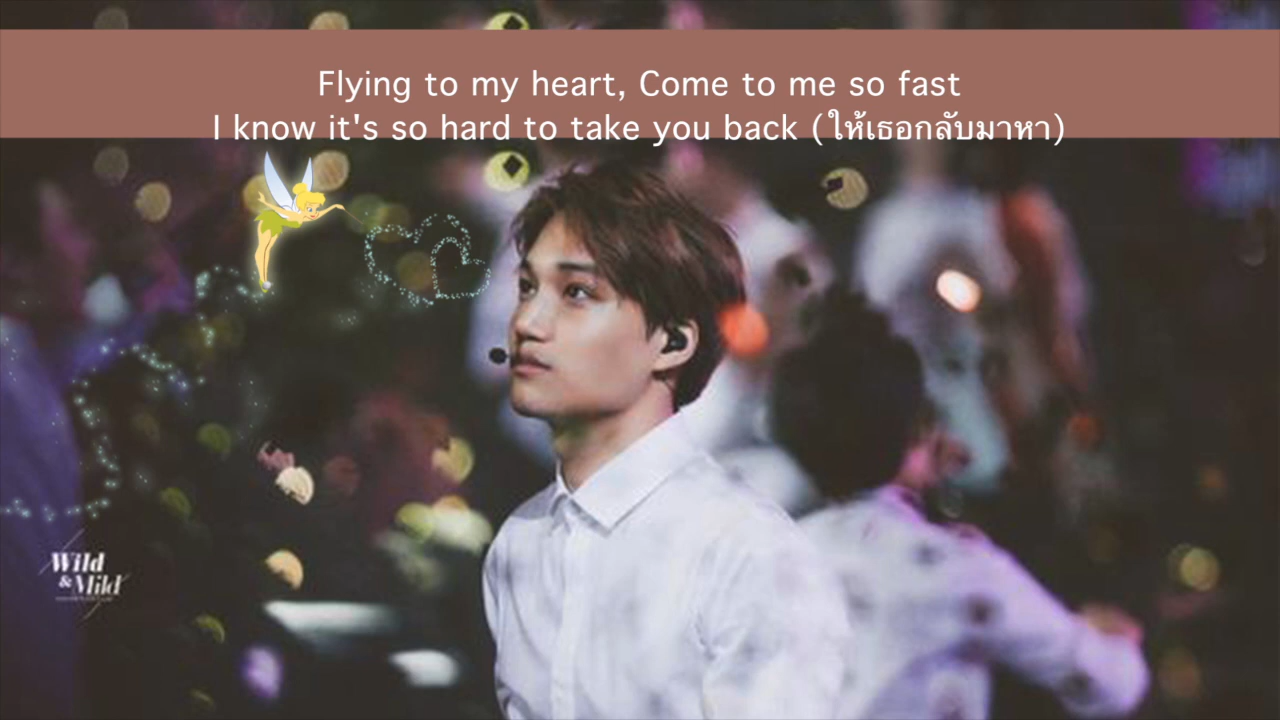 Flying to my heart, Come to me so fast
I know it's so hard to take you back (ให้เธอกลับมาหา)
Wild
& Mild